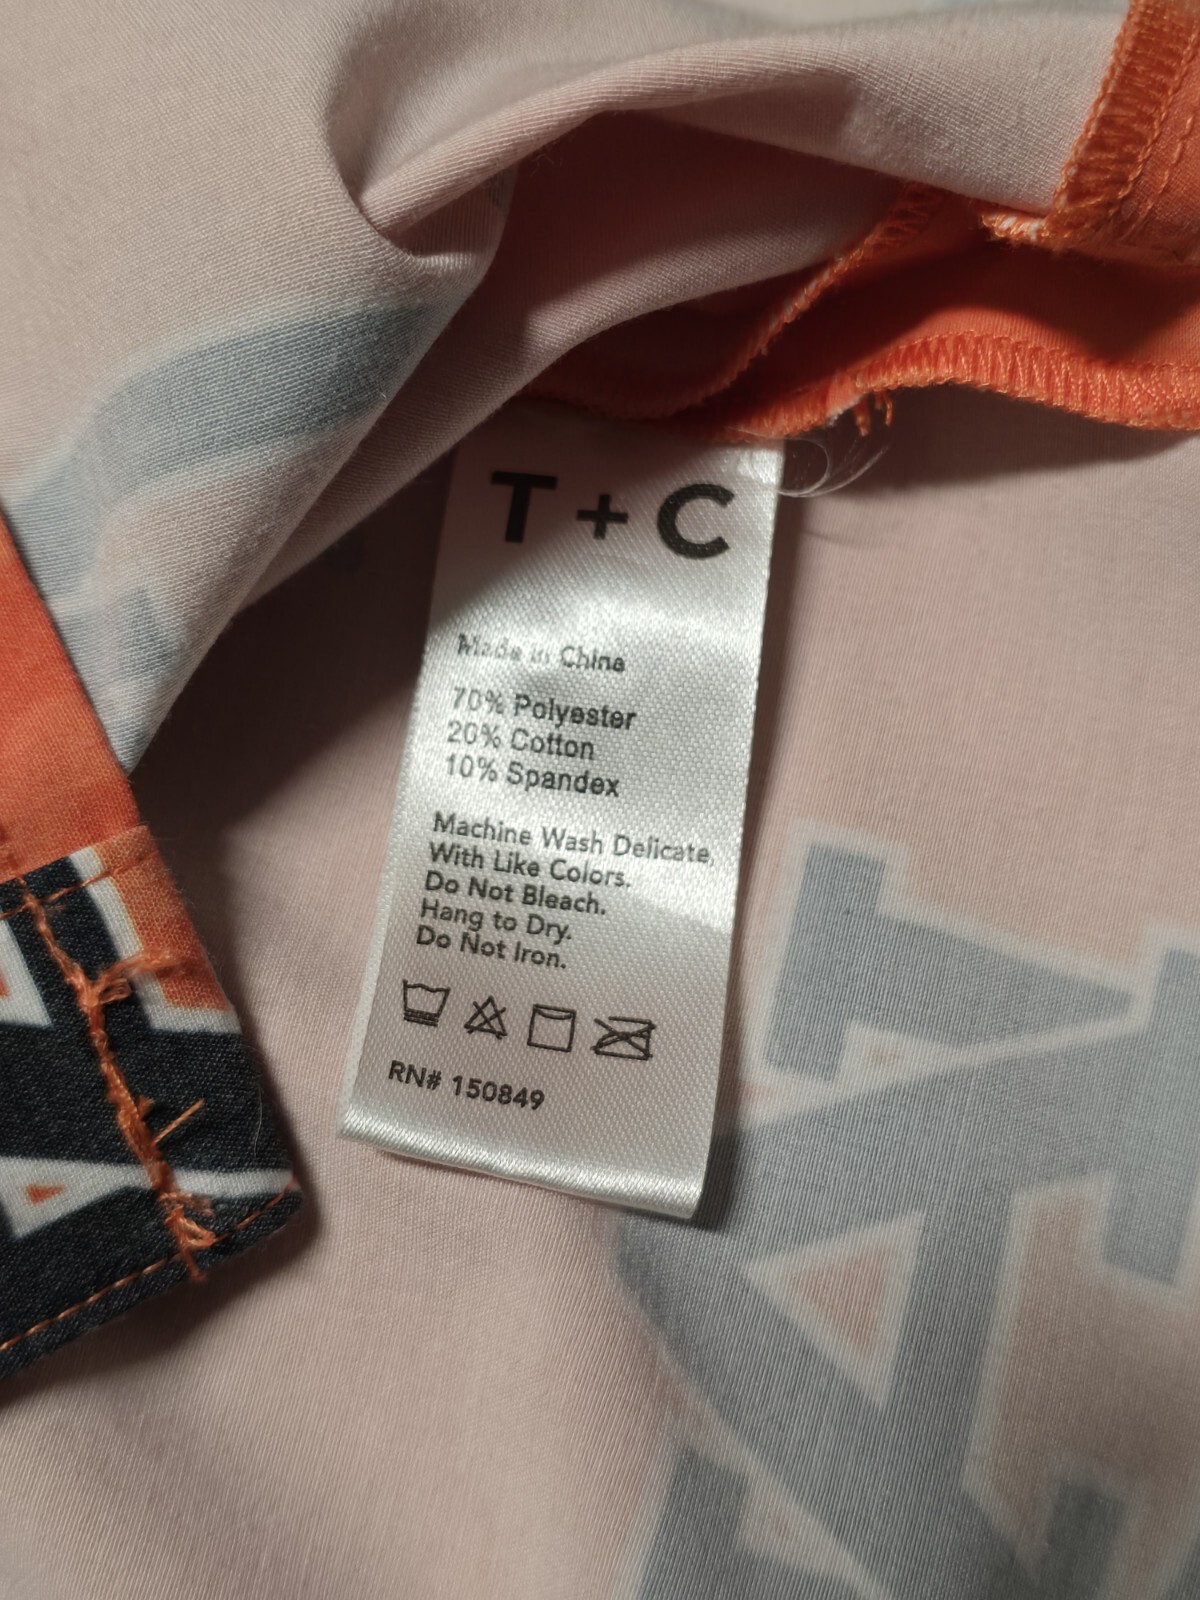 T + C
Made in China
70% Polyester
20% Cotton
10% Spandex
Machine Wash Delicate,
With Like Colors.
Do Not Bleach.
Hang to Dry.
Do Not Iron.
RN# 150849